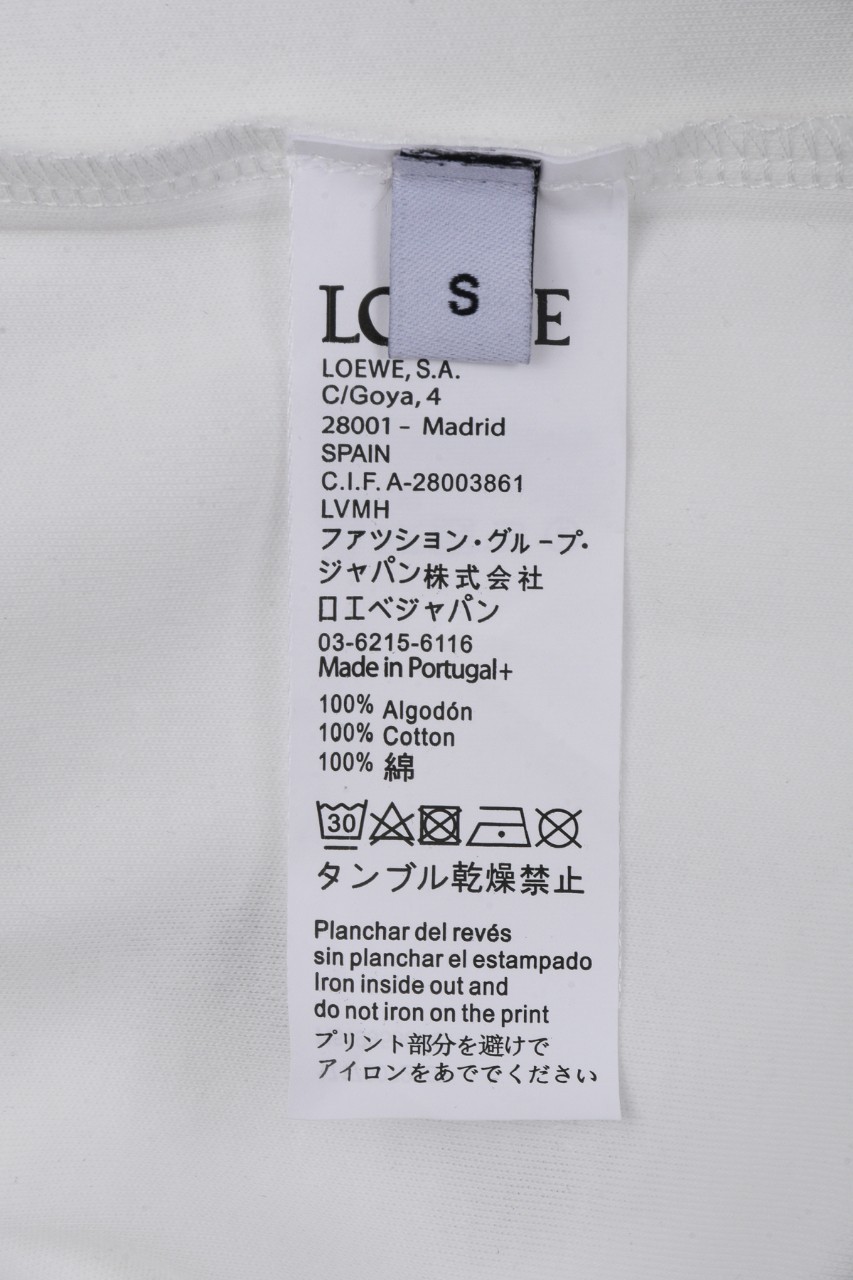 S
LOEWE, S.A.
C/Goya, 4
28001 - Madrid
SPAIN
C.I.F. A-28003861
LVMH
ファツション・グループ・
ジャパン株式会社
ロエベジャパン
03-6215-6116
Made in Portugal+
100% Algodón
100% Cotton
100% 綿
30
タンブル乾燥禁止
Planchar del revés
sin planchar el estampado
Iron inside out and
do not iron on the print
プリント部分を避けで
アイロンをあででください